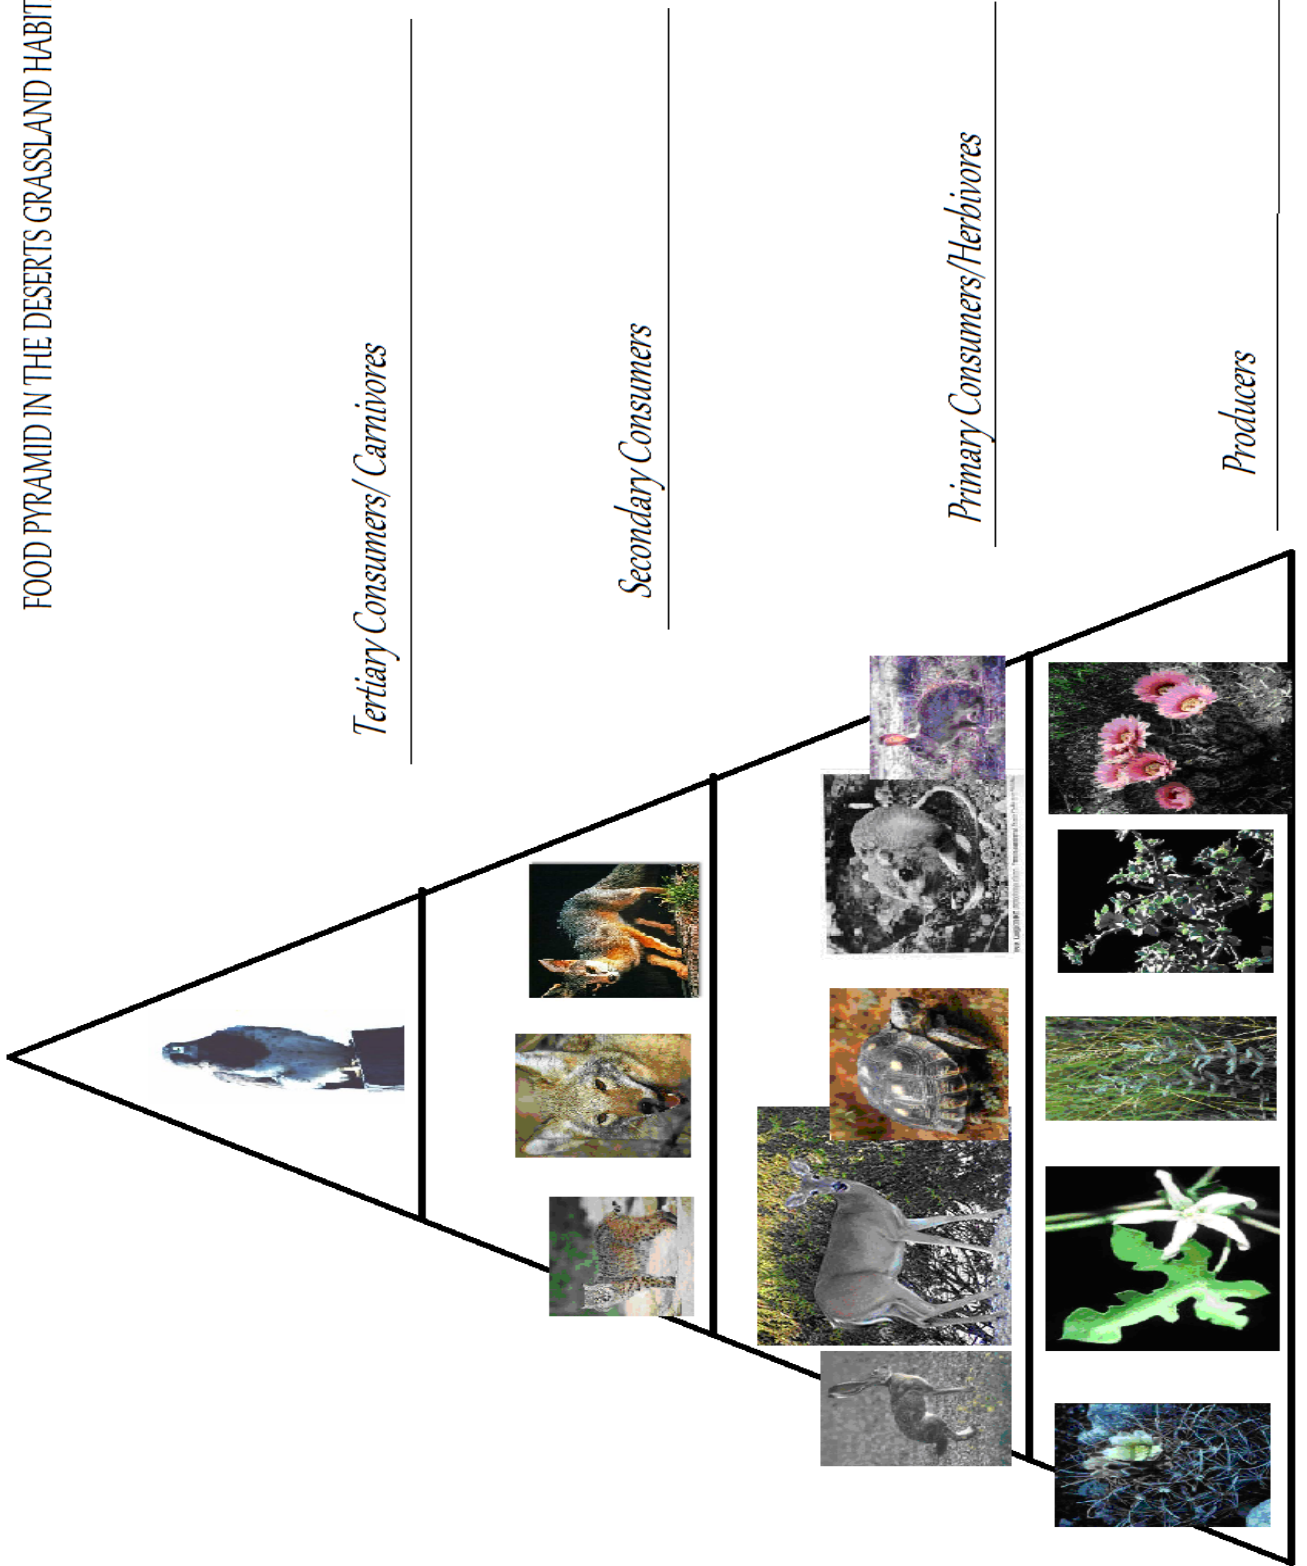 FOOD PYRAMID IN THE DESERTS GRASSLAND HABIT
Tertiary Consumers/ Carnivores
Secondary Consumers
Primary Consumers/Herbivores
Producers